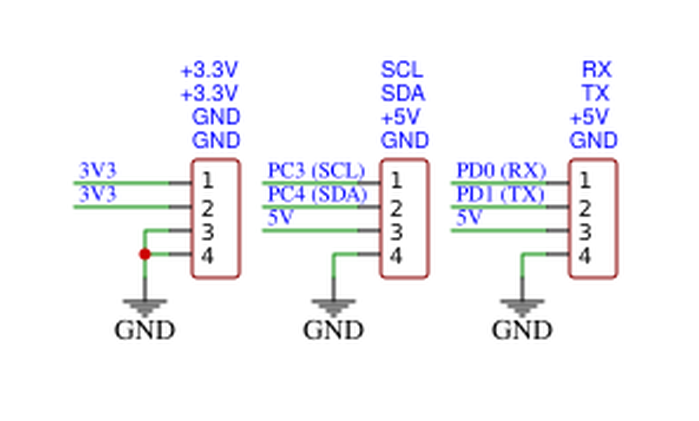 +3.3V
+3.3V
GND
GND
3V3
3V3
1
2
3
4
GND
SCL
SDA
+5V
GND
PC3 (SCL)
PC4 (SDA)
5V
1
2
3
4
GND
RX
TX
+5V
GND
PD0 (RX)
PD1 (TX)
5V
1
2
3
4
GND